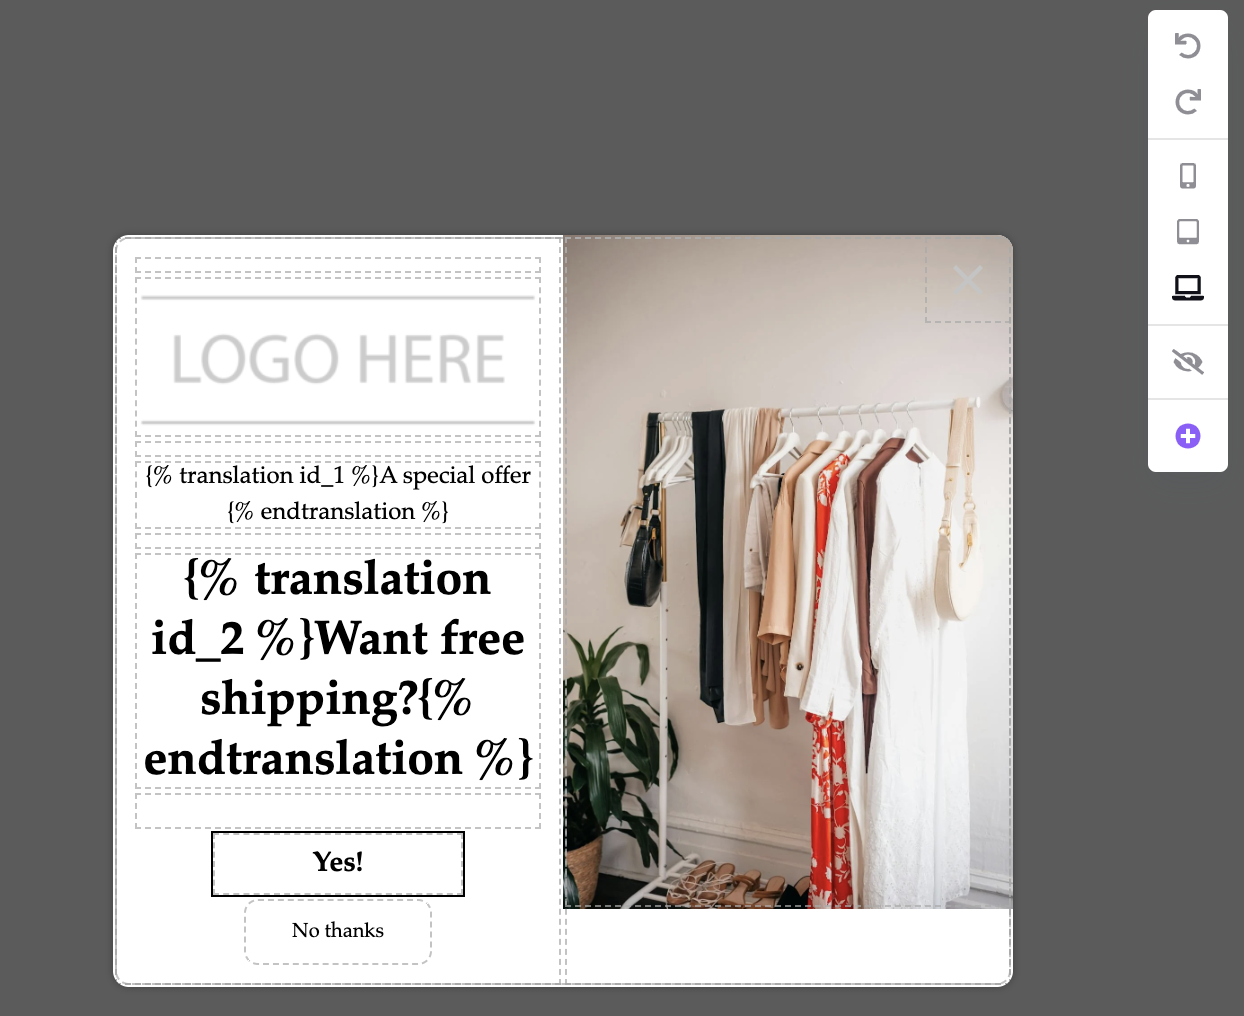 LOGO HERE
{% translation id_1 %}A special offer
{% endtranslation %}
{% translation
id_2 %}Want free
shipping?{%
endtranslation %}
Yes!
No thanks